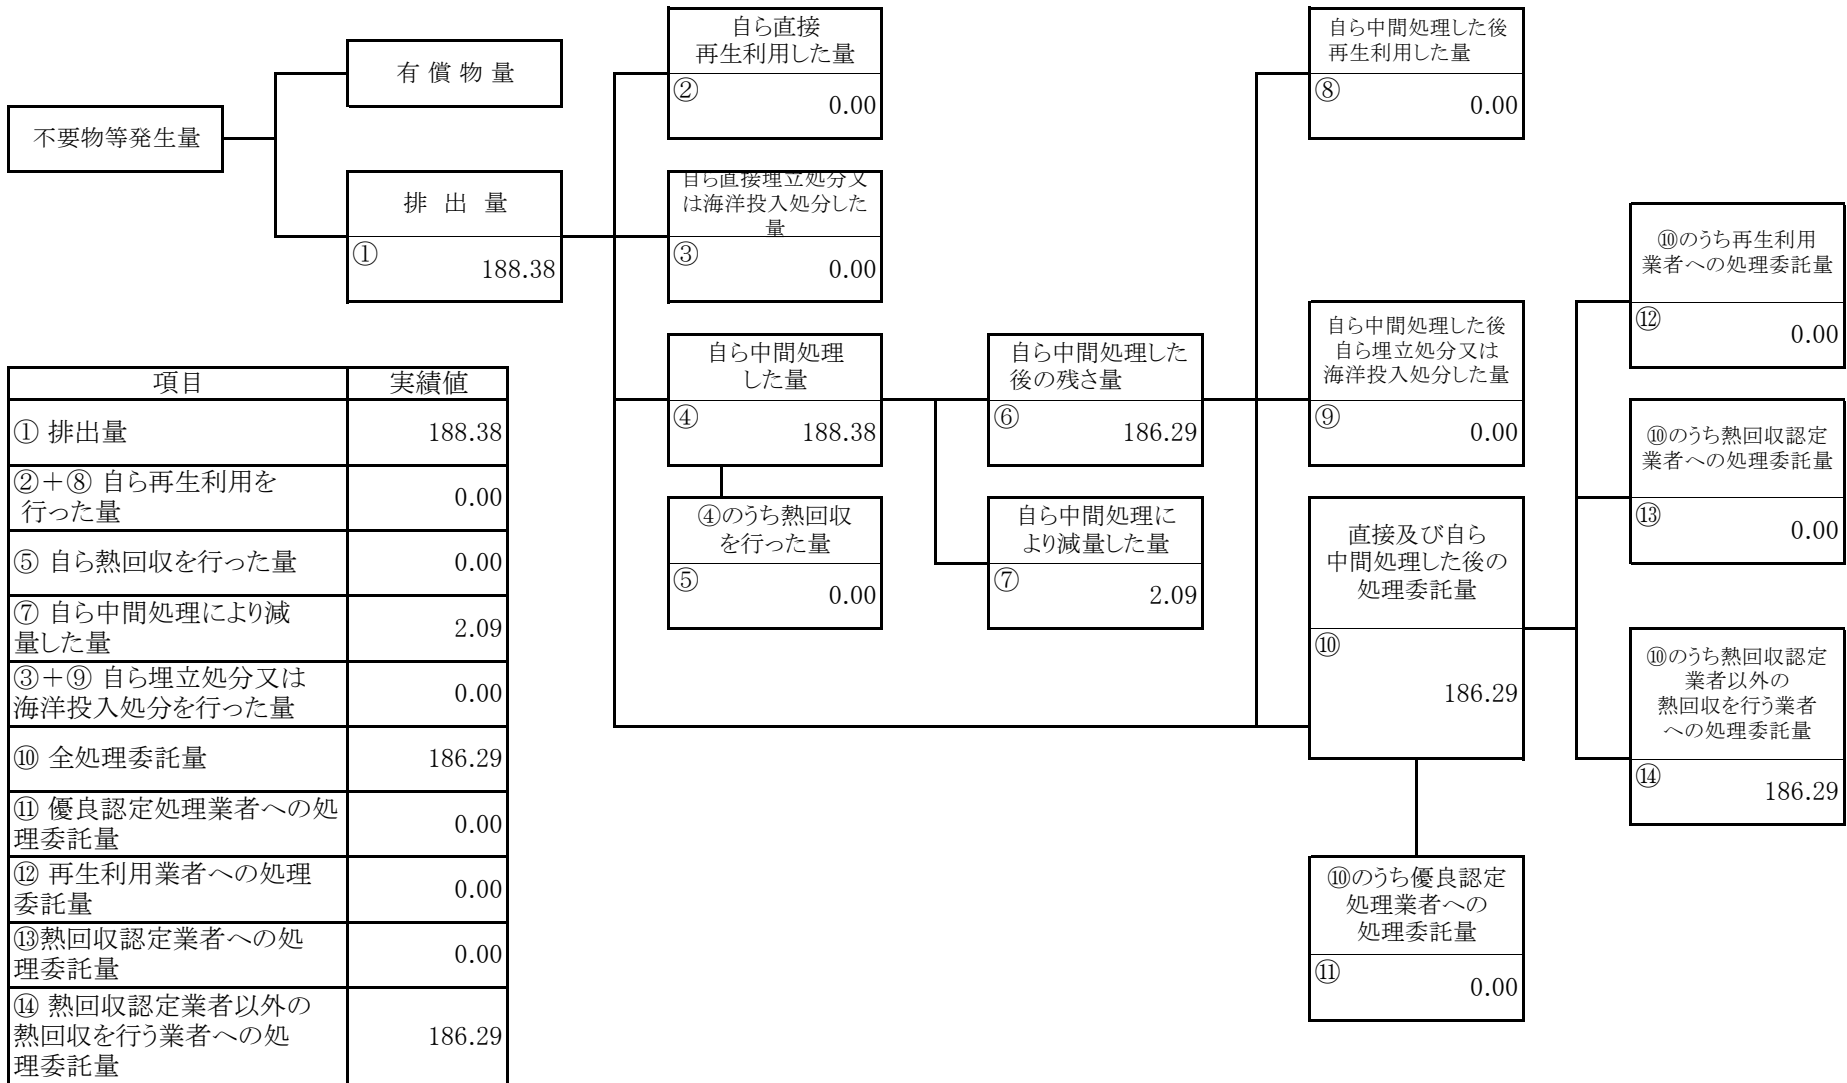 不要物等発生量
有 償 物 量
排 出 量
①
188.38
自ら直接
再生利用した量
②
0.00
自ら直接埋立処分又
は海洋投入処分した
量
③
0.00
自ら中間処理
した量
④
188.38
④のうち熱回収
を行った量
⑤
0.00
自ら中間処理した
後の残さ量
⑥
186.29
自ら中間処理に
より減量した量
⑦
2.09
自ら中間処理した後
再生利用した量
⑧
0.00
自ら中間処理した後
自ら埋立処分又は
海洋投入処分した量
⑨
0.00
直接及び自ら
中間処理した後の
処理委託量
⑩
186.29
⑩のうち優良認定
処理業者への
処理委託量
⑪
0.00
⑩のうち再生利用
業者への処理委託量
⑫
0.00
⑩のうち熱回収認定
業者への処理委託量
⑬
0.00
⑩のうち熱回収認定
業者以外の
熱回収を行う業者
への処理委託量
⑭
186.29
項目 実績値
① 排出量 188.38
②＋⑧ 自ら再生利用を
行った量 0.00
⑤ 自ら熱回収を行った量 0.00
⑦ 自ら中間処理により減
量した量 2.09
③＋⑨ 自ら埋立処分又は
海洋投入処分を行った量 0.00
⑩ 全処理委託量 186.29
⑪ 優良認定処理業者への処
理委託量 0.00
⑫ 再生利用業者への処理
委託量 0.00
⑬熱回収認定業者への処
理委託量 0.00
⑭ 熱回収認定業者以外の
熱回収を行う業者への処
理委託量 186.29